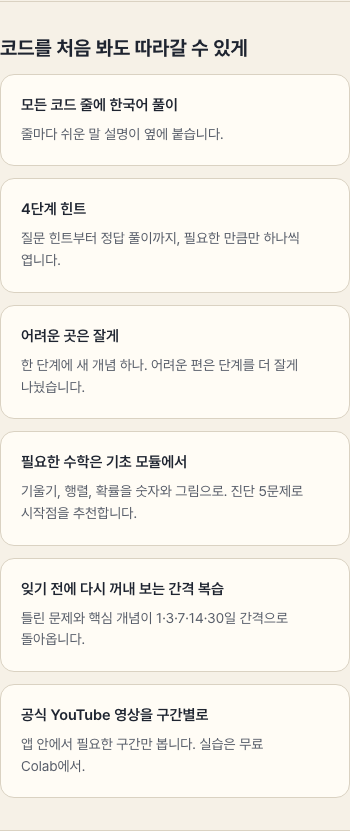 코드를 처음 봐도 따라갈 수 있게
모든 코드 줄에 한국어 풀이
줄마다 쉬운 말 설명이 옆에 붙습니다.
4단계 힌트
질문 힌트부터 정답 풀이까지, 필요한 만큼만 하나씩
엽니다.
어려운 곳은 잘게
한 단계에 새 개념 하나. 어려운 편은 단계를 더 잘게
나눴습니다.
필요한 수학은 기초 모듈에서
기울기, 행렬, 확률을 숫자와 그림으로. 진단 5문제로
시작점을 추천합니다.
잊기 전에 다시 꺼내 보는 간격 복습
틀린 문제와 핵심 개념이 1·3·7·14·30일 간격으로
돌아옵니다.
공식 YouTube 영상을 구간별로
앱 안에서 필요한 구간만 봅니다. 실습은 무료
Colab에서.